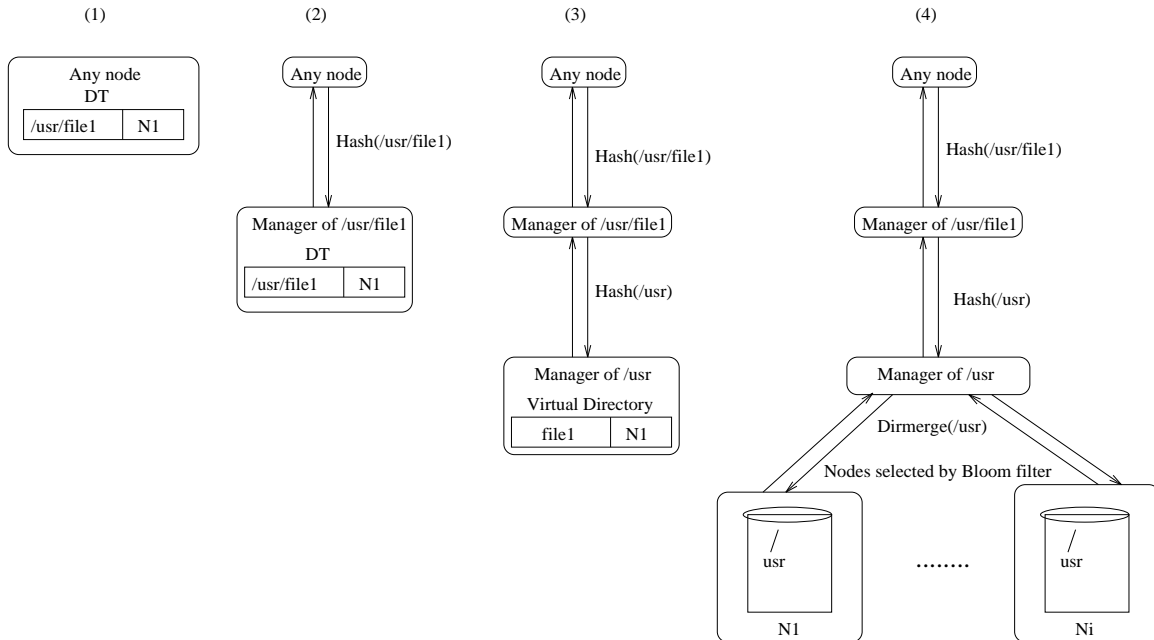 (1)
Any node
DT
/usr/file1 N1
(2)
Any node
Hash(/usr/file1)
Manager of /usr/file1
DT
/usr/file1 N1
(3)
Any node
Hash(/usr/file1)
Manager of /usr/file1
Hash(/usr)
Manager of /usr
Virtual Directory
file1 N1
(4)
Any node
Hash(/usr/file1)
Manager of /usr/file1
Hash(/usr)
Manager of /usr
Dirmerge(/usr)
Nodes selected by Bloom filter
usr
N1
........
usr
Ni